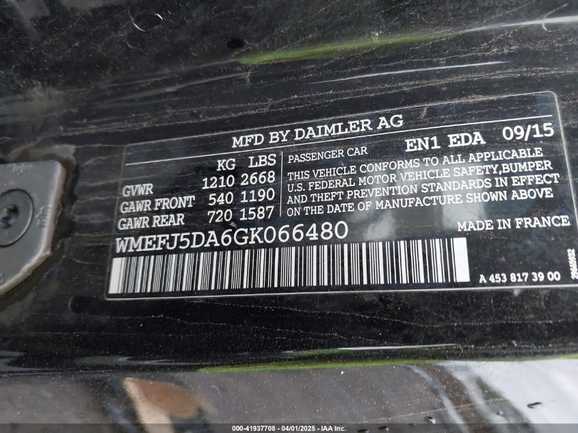 MFD BY DAIMLER AG
EN1 EDA 09/15
KG LBS
GVWR 1210 2668
GAWR FRONT 540 1190
GAWR REAR 720 1587
PASSENGER CAR
THIS VEHICLE CONFORMS TO ALL APPLICABLE
U.S. FEDERAL MOTOR VEHICLE SAFETY,BUMPER
AND THEFT PREVENTION STANDARDS IN EFFECT
ON DATE OF MANUFACTURE SHOWN ABOVE
WMEFJ5DA6GK066480
MADE IN FRANCE
A 453 817 39 00
000-41937708 - 04/01/2025 - IAA Inc.